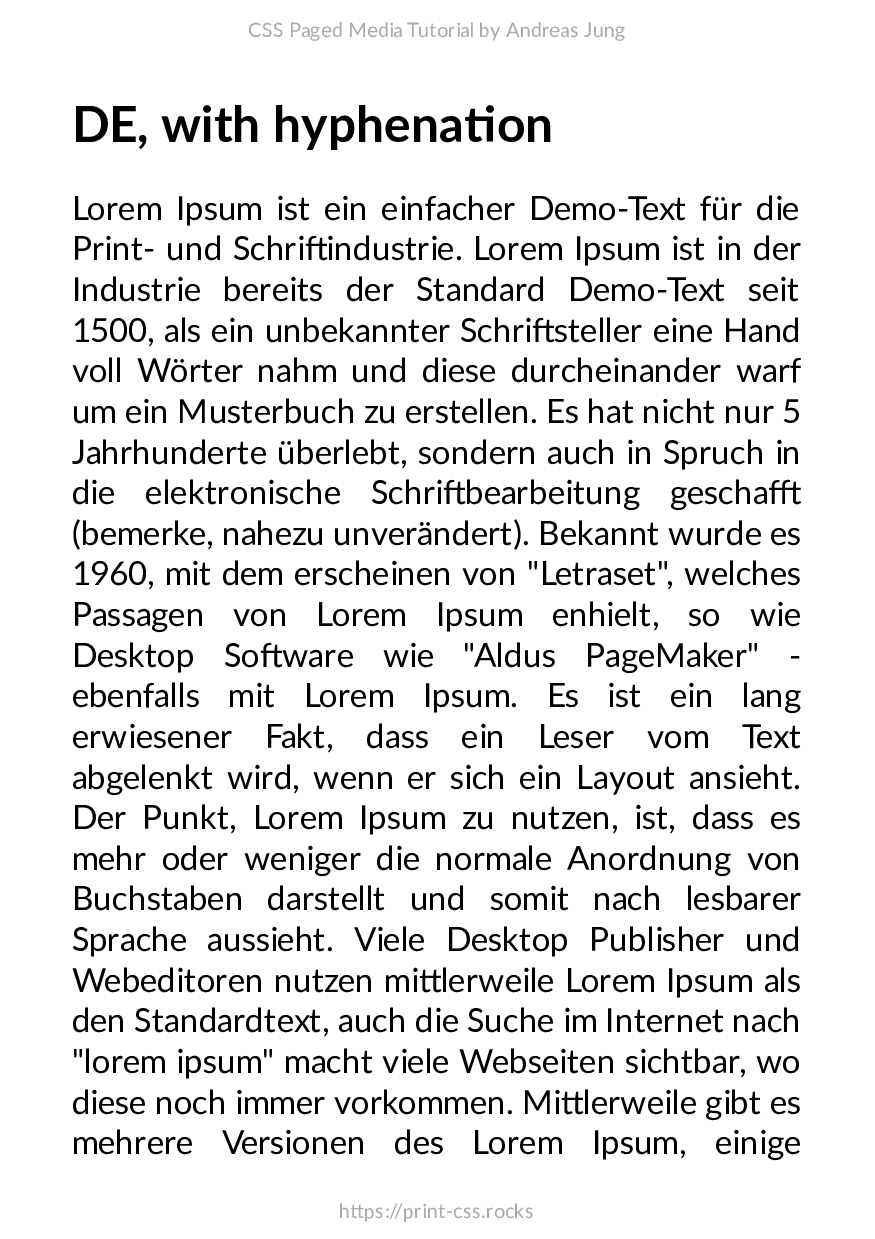 CSS Paged Media Tutorial by Andreas Jung
DE, with hyphenation
Lorem Ipsum ist ein einfacher Demo-Text für die
Print- und Schriftindustrie. Lorem Ipsum ist in der
Industrie bereits der Standard Demo-Text seit
1500, als ein unbekannter Schriftsteller eine Hand
voll Wörter nahm und diese durcheinander warf
um ein Musterbuch zu erstellen. Es hat nicht nur 5
Jahrhunderte überlebt, sondern auch in Spruch in
die elektronische Schriftbearbeitung geschafft
(bemerke, nahezu unverändert). Bekannt wurde es
1960, mit dem erscheinen von "Letraset", welches
Passagen von Lorem Ipsum enhielt, so wie
Desktop Software wie "Aldus PageMaker" -
ebenfalls mit Lorem Ipsum. Es ist ein lang
erwiesener Fakt, dass ein Leser vom Text
abgelenkt wird, wenn er sich ein Layout ansieht.
Der Punkt, Lorem Ipsum zu nutzen, ist, dass es
mehr oder weniger die normale Anordnung von
Buchstaben darstellt und somit nach lesbarer
Sprache aussieht. Viele Desktop Publisher und
Webeditoren nutzen mittlerweile Lorem Ipsum als
den Standardtext, auch die Suche im Internet nach
"lorem ipsum" macht viele Webseiten sichtbar, wo
diese noch immer vorkommen. Mittlerweile gibt es
mehrere Versionen des Lorem Ipsum, einige
https://print-css.rocks